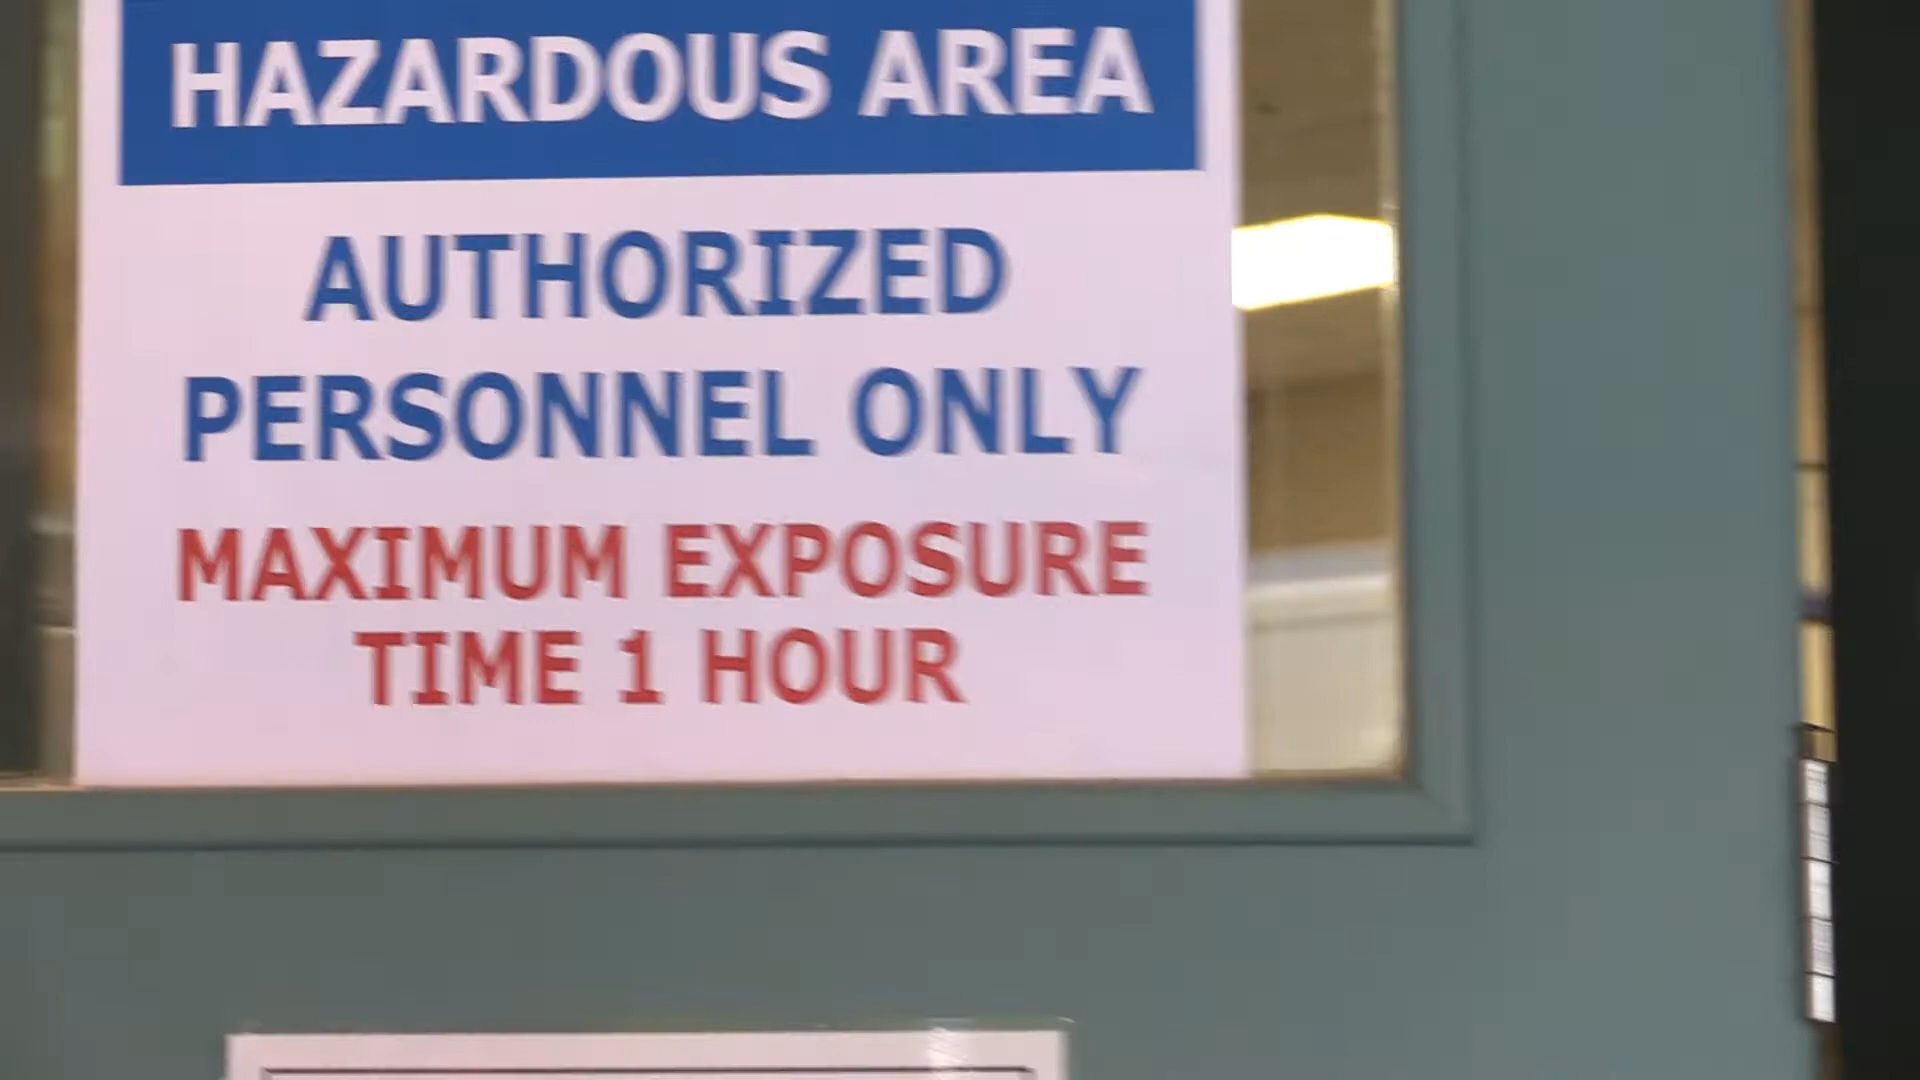 HAZARDOUS AREA
AUTHORIZED
PERSONNEL ONLY
MAXIMUM EXPOSURE
TIME 1 HOUR